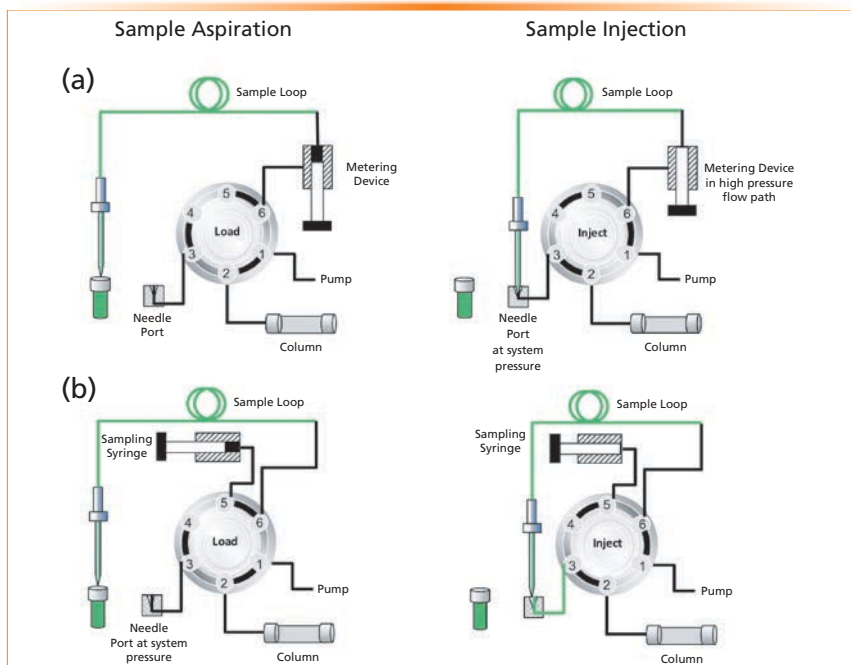 Sample Aspiration
Sample Injection
(a)
Sample Loop
Metering
Device
5
4
6
Load
3
1
2
Pump
Needle
Port
Column
Sample Loop
Metering Device
in high pressure
flow path
5
4
6
Inject
3
1
2
Pump
Needle
Port
at system
pressure
Column
(b)
Sample Loop
Sampling
Syringe
5
4
6
Load
3
1
2
Pump
Needle
Port at system
pressure
Column
Sample Loop
Sampling
Syringe
5
4
6
Inject
3
1
2
Pump
Column